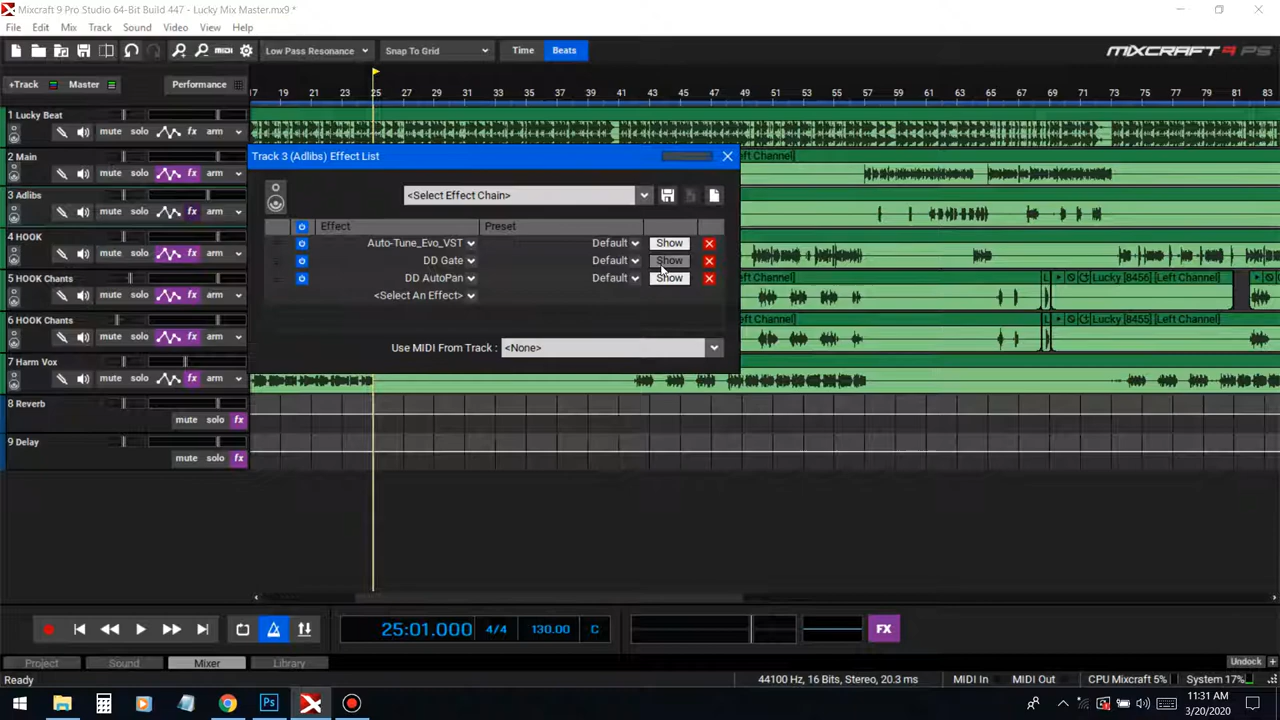 Mixcraft 9 Pro Studio 64-Bit Build 447 - Lucky Mix Master.mx9 *
File Edit Mix Track Sound Video View Help
Low Pass Resonance Snap To Grid Time Beats MIXCRAFT 9 PS
+Track Master Performance
17 19 21 23 25 27 29 31 33 35 37 39 41 43 45 47 49 51 53 55 57 59 61 63 65 67 69 71 73 75 77 79 81 83
1 Lucky Beat
mute solo fx arm
2 Main
mute solo fx arm
Left Channel]
3 Adlibs
mute solo fx arm
4 HOOK
mute solo fx arm
5 HOOK Chants
mute solo fx arm
Channel] Lucky [8456] [Left Channel]
6 HOOK Chants
mute solo fx arm
Channel] Lucky [8455] [Left Channel]
7 Harm Vox
mute solo fx arm
8 Reverb
mute solo fx
9 Delay
mute solo fx
Track 3 (Adlibs) Effect List
<Select Effect Chain>
Effect Preset
Auto-Tune_Evo_VST Default Show
DD Gate Default Show
DD AutoPan Default Show
<Select An Effect>
Use MIDI From Track : <None>
25:01.000 4/4 130.00 C FX
Project Sound Mixer Library Undock
Ready 44100 Hz, 16 Bits, Stereo, 20.3 ms MIDI In MIDI Out CPU Mixcraft 5% System 17%
Ps
11:31 AM
3/20/2020